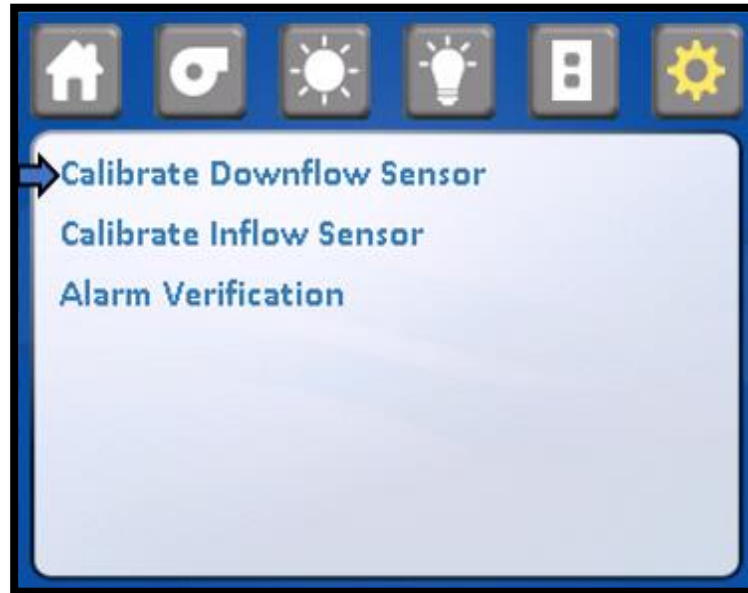 Calibrate Downflow Sensor
Calibrate Inflow Sensor
Alarm Verification